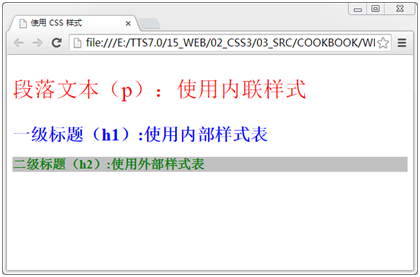 使用 CSS 样式
file:///E:/TTS7.0/15_WEB/02_CSS3/03_SRC/COOKBOOK/WI
段落文本（p）：使用内联样式
一级标题（h1）:使用内部样式表
二级标题（h2）:使用外部样式表